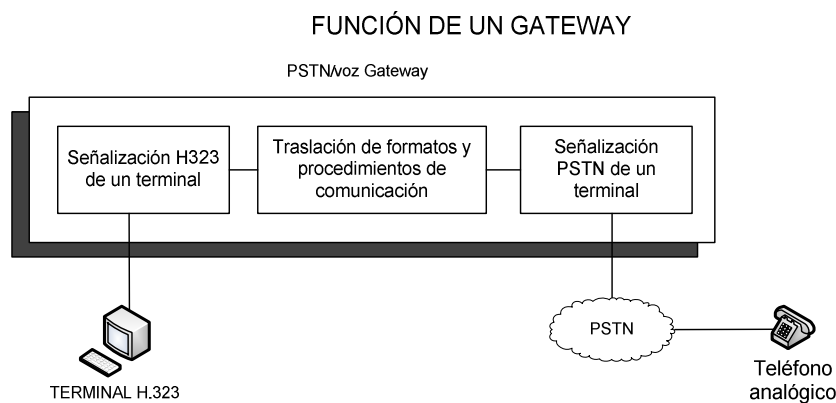 FUNCIÓN DE UN GATEWAY
PSTN/voz Gateway
Señalización H323
de un terminal
Traslación de formatos y
procedimientos de
comunicación
Señalización
PSTN de un
terminal
PSTN
TERMINAL H.323
Teléfono
analógico